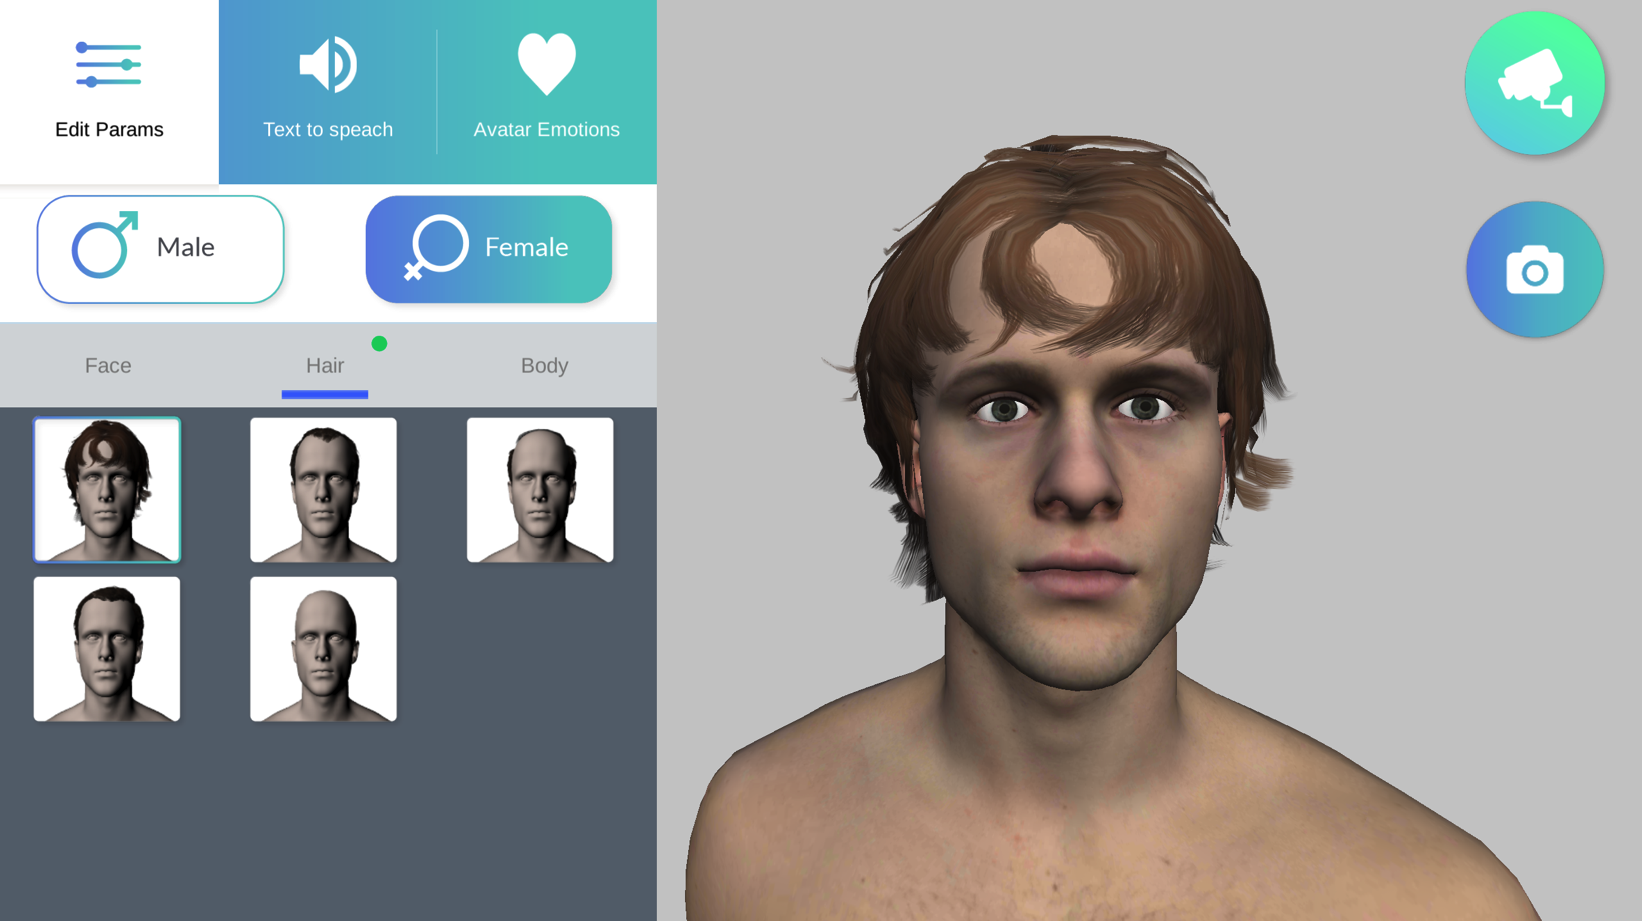 Edit Params
Text to speach
Avatar Emotions
Male
Female
Face
Hair
Body